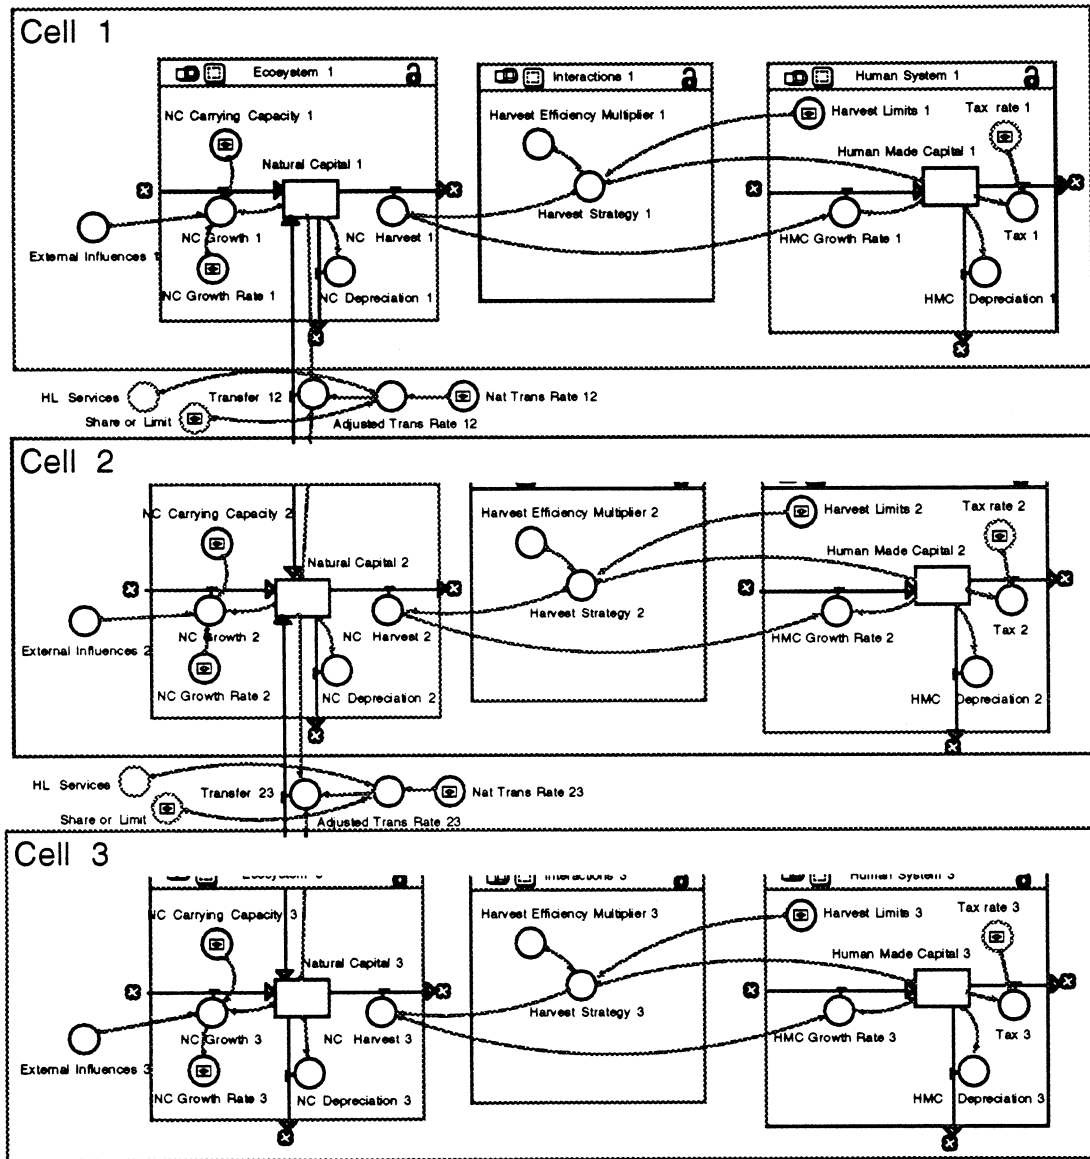 Cell 1
Ecosystem 1
Interactions 1
Human System 1
NC Carrying Capacity 1
Harvest Efficiency Multiplier 1
Harvest Limits 1
Tax rate 1
Natural Capital 1
Human Made Capital 1
Harvest Strategy 1
NC Growth 1
NC Harvest 1
HMC Growth Rate 1
Tax 1
External Influences 1
NC Growth Rate 1
NC Depreciation 1
HMC Depreciation 1
HL Services
Transfer 12
Nat Trans Rate 12
Share or Limit
Adjusted Trans Rate 12
Cell 2
NC Carrying Capacity 2
Harvest Efficiency Multiplier 2
Harvest Limits 2
Tax rate 2
Natural Capital 2
Human Made Capital 2
Harvest Strategy 2
NC Growth 2
NC Harvest 2
HMC Growth Rate 2
Tax 2
External Influences 2
NC Growth Rate 2
NC Depreciation 2
HMC Depreciation 2
HL Services
Transfer 23
Nat Trans Rate 23
Share or Limit
Adjusted Trans Rate 23
Cell 3
Ecosystem 3
Interactions 3
Human System 3
NC Carrying Capacity 3
Harvest Efficiency Multiplier 3
Harvest Limits 3
Tax rate 3
Natural Capital 3
Human Made Capital 3
Harvest Strategy 3
NC Growth 3
NC Harvest 3
HMC Growth Rate 3
Tax 3
External Influences 3
NC Growth Rate 3
NC Depreciation 3
HMC Depreciation 3